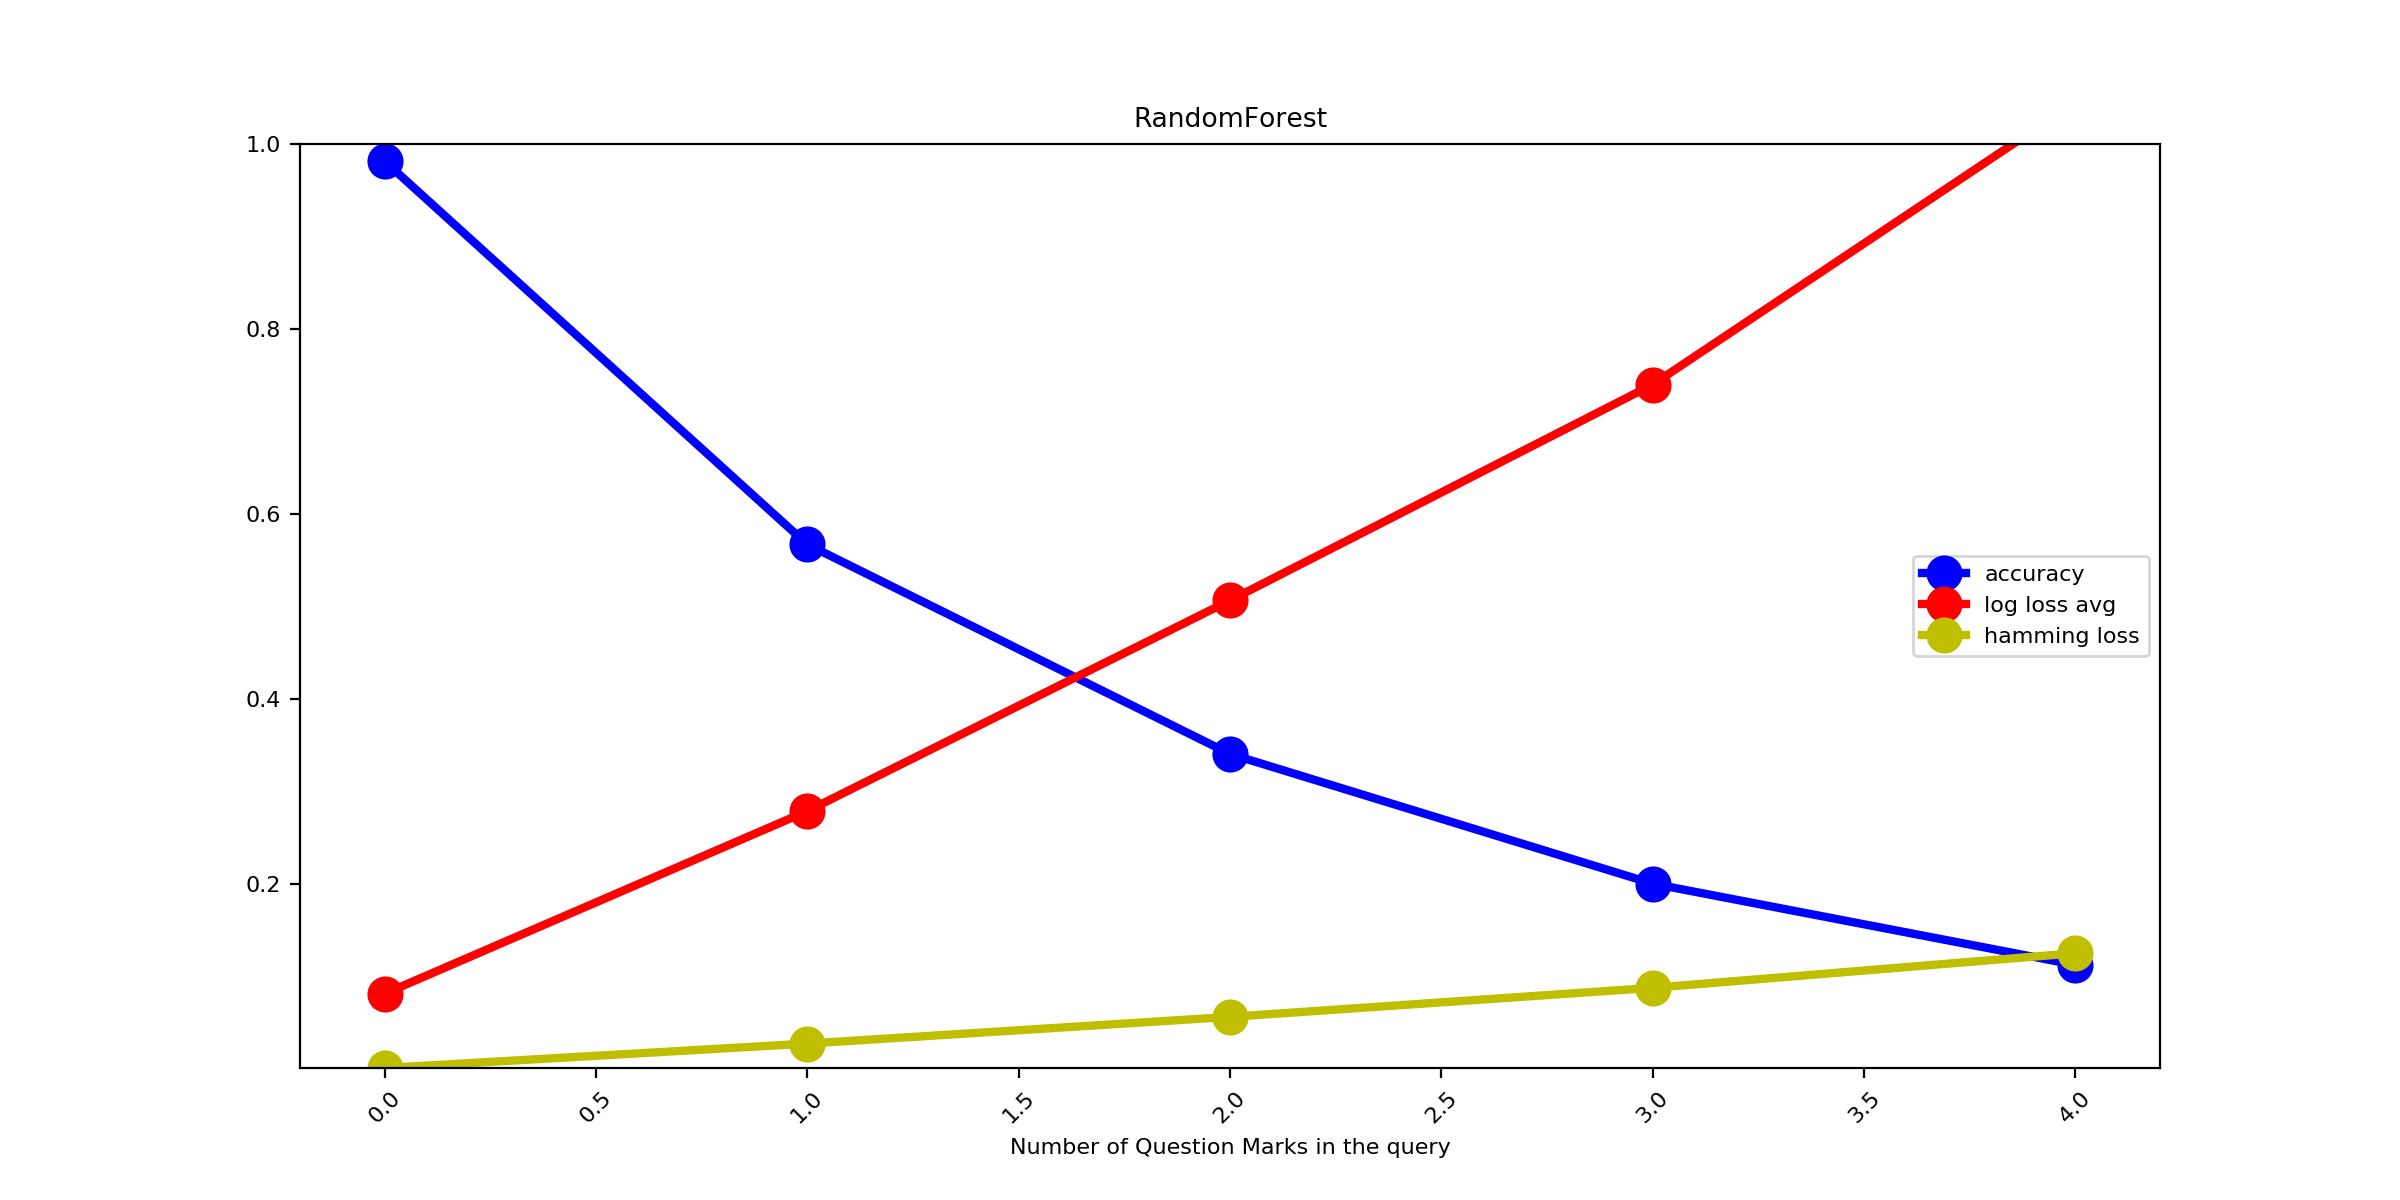 RandomForest
1.0
0.8
0.6
0.4
0.2
accuracy
log loss avg
hamming loss
0.0 0.5 1.0 1.5 2.0 2.5 3.0 3.5 4.0
Number of Question Marks in the query